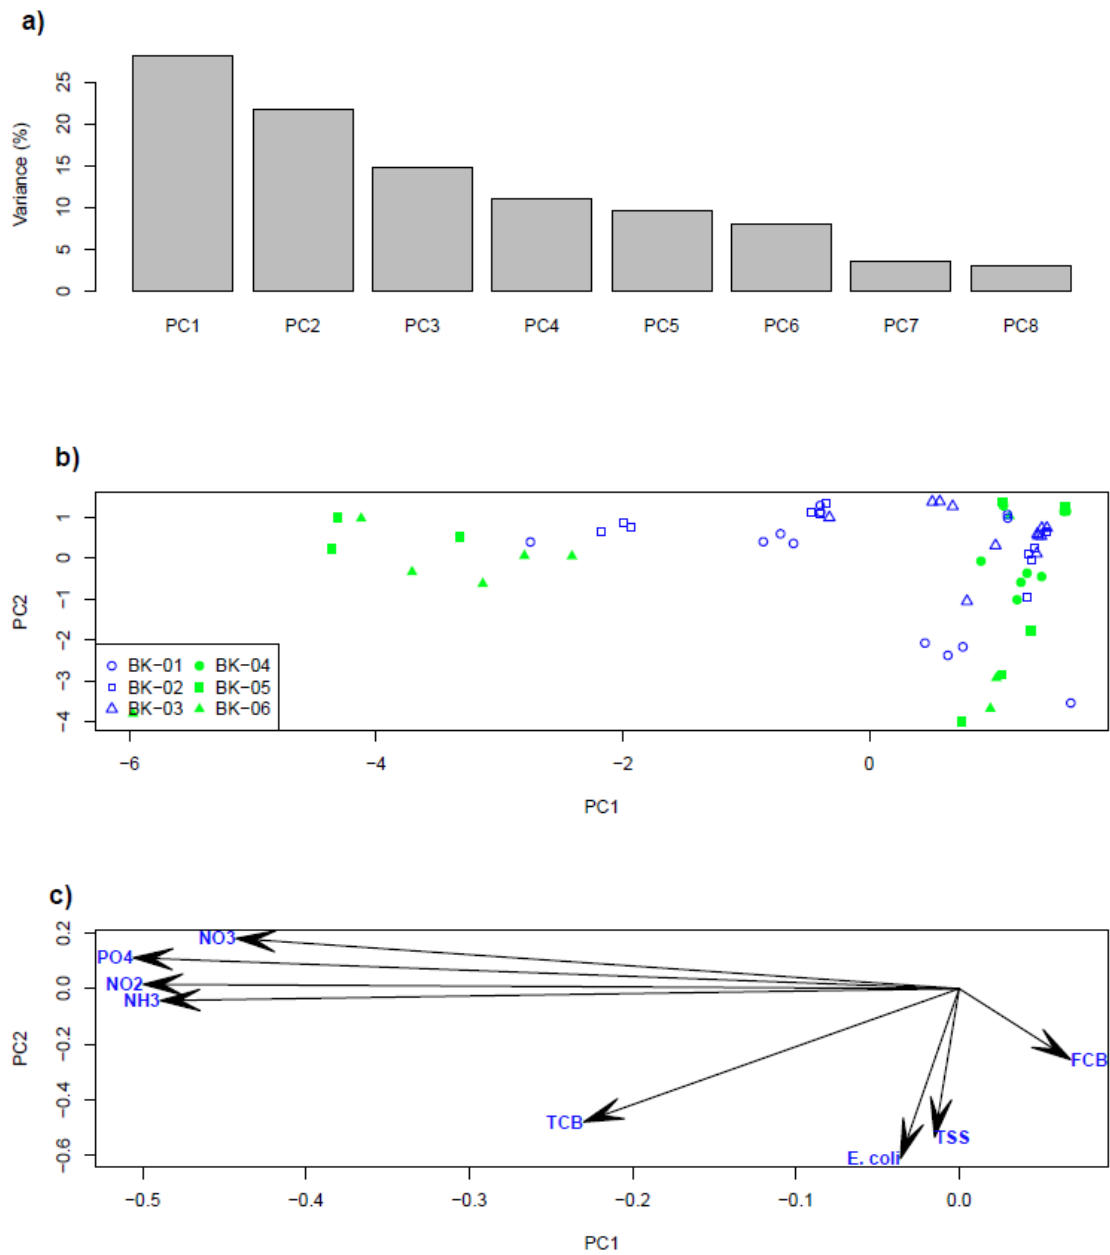 a)
Variance (%)
25
20
15
10
5
0
PC1 PC2 PC3 PC4 PC5 PC6 PC7 PC8
b)
PC2
1
0
−1
−2
−3
−4
BK−01 BK−04
BK−02 BK−05
BK−03 BK−06
−6 −4 −2 0
PC1
c)
PC2
0.2
0.0
−0.2
−0.4
−0.6
NO3
PO4
NO2
NH3
FCB
TCB
TSS
E. coli
−0.5 −0.4 −0.3 −0.2 −0.1 0.0
PC1